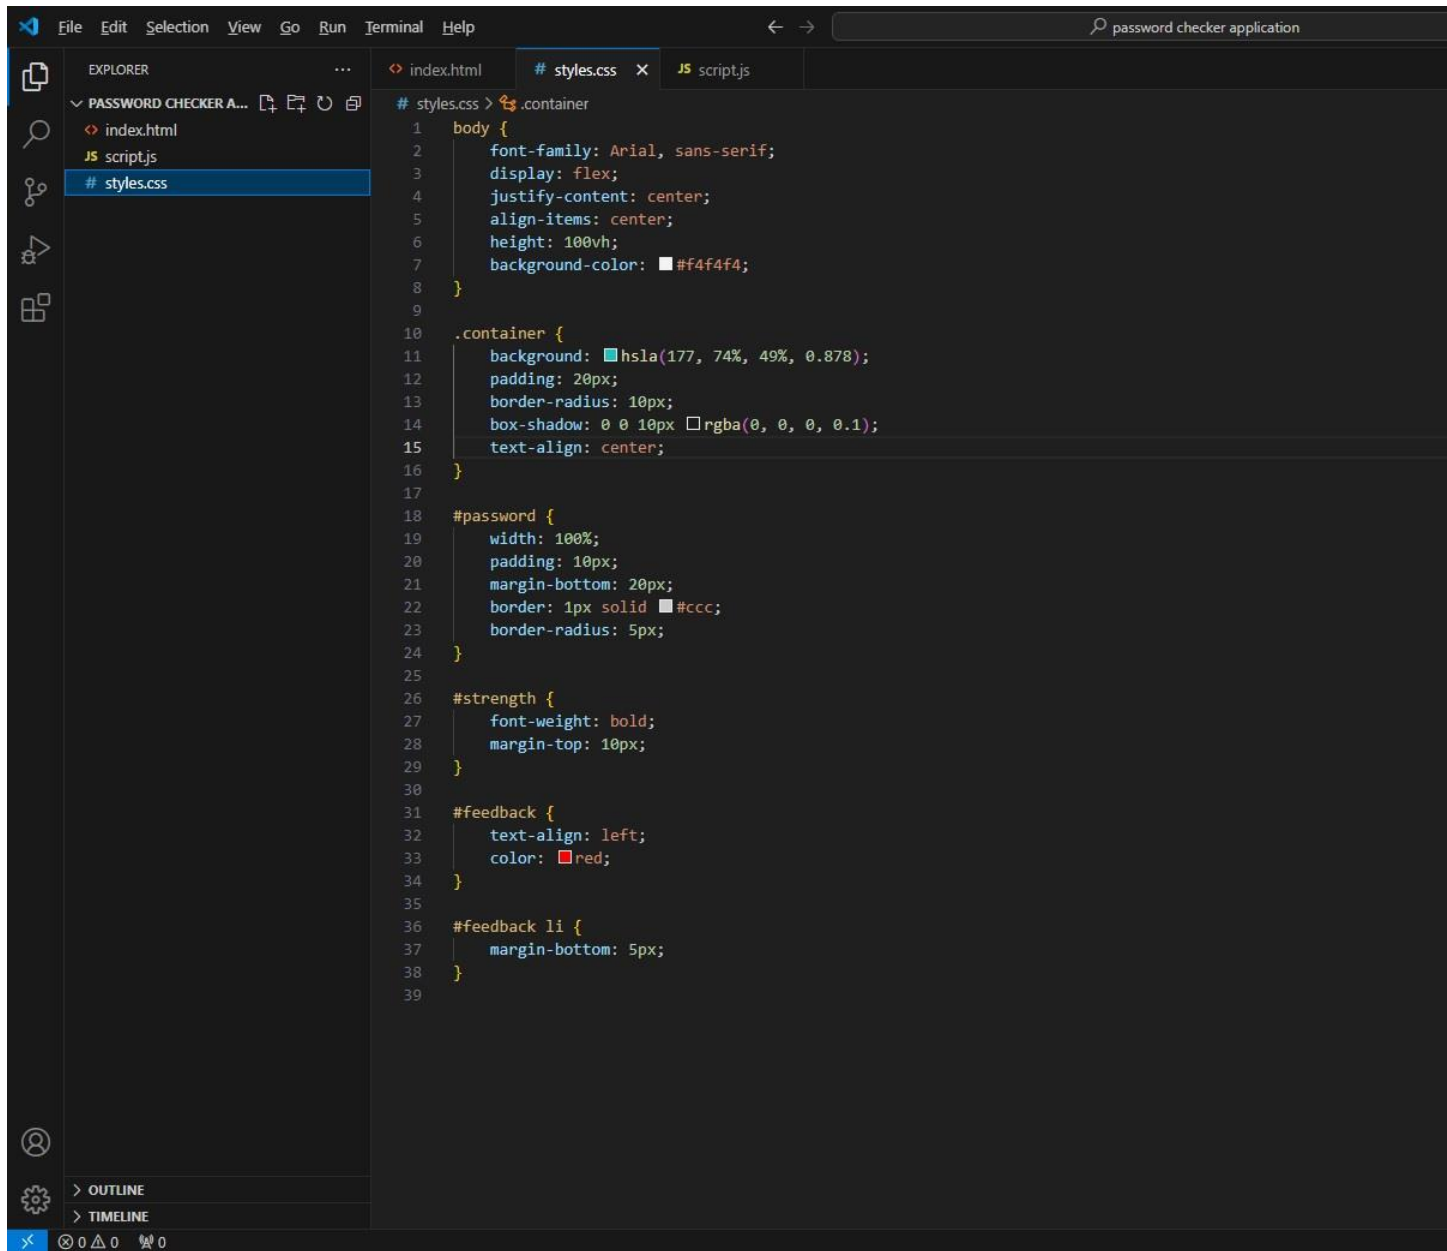 File Edit Selection View Go Run Terminal Help
password checker application
EXPLORER
PASSWORD CHECKER A...
index.html
JS script.js
# styles.css
index.html # styles.css JS script.js
# styles.css > .container
1 body {
2 font-family: Arial, sans-serif;
3 display: flex;
4 justify-content: center;
5 align-items: center;
6 height: 100vh;
7 background-color: #f4f4f4;
8 }
9
10 .container {
11 background: hsla(177, 74%, 49%, 0.878);
12 padding: 20px;
13 border-radius: 10px;
14 box-shadow: 0 0 10px rgba(0, 0, 0, 0.1);
15 text-align: center;
16 }
17
18 #password {
19 width: 100%;
20 padding: 10px;
21 margin-bottom: 20px;
22 border: 1px solid #ccc;
23 border-radius: 5px;
24 }
25
26 #strength {
27 font-weight: bold;
28 margin-top: 10px;
29 }
30
31 #feedback {
32 text-align: left;
33 color: red;
34 }
35
36 #feedback li {
37 margin-bottom: 5px;
38 }
39
OUTLINE
TIMELINE
0 0 0